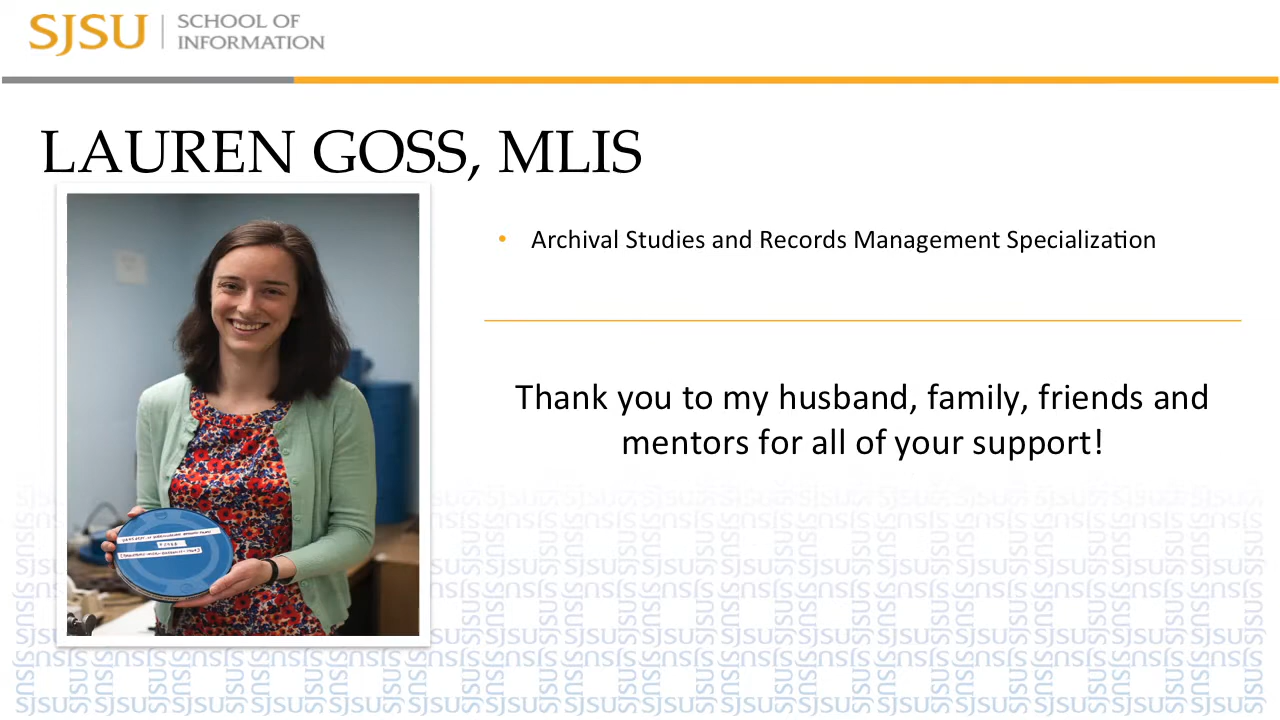 SJSU
SCHOOL OF
INFORMATION
LAUREN GOSS, MLIS
• Archival Studies and Records Management Specialization
Thank you to my husband, family, friends and
mentors for all of your support!